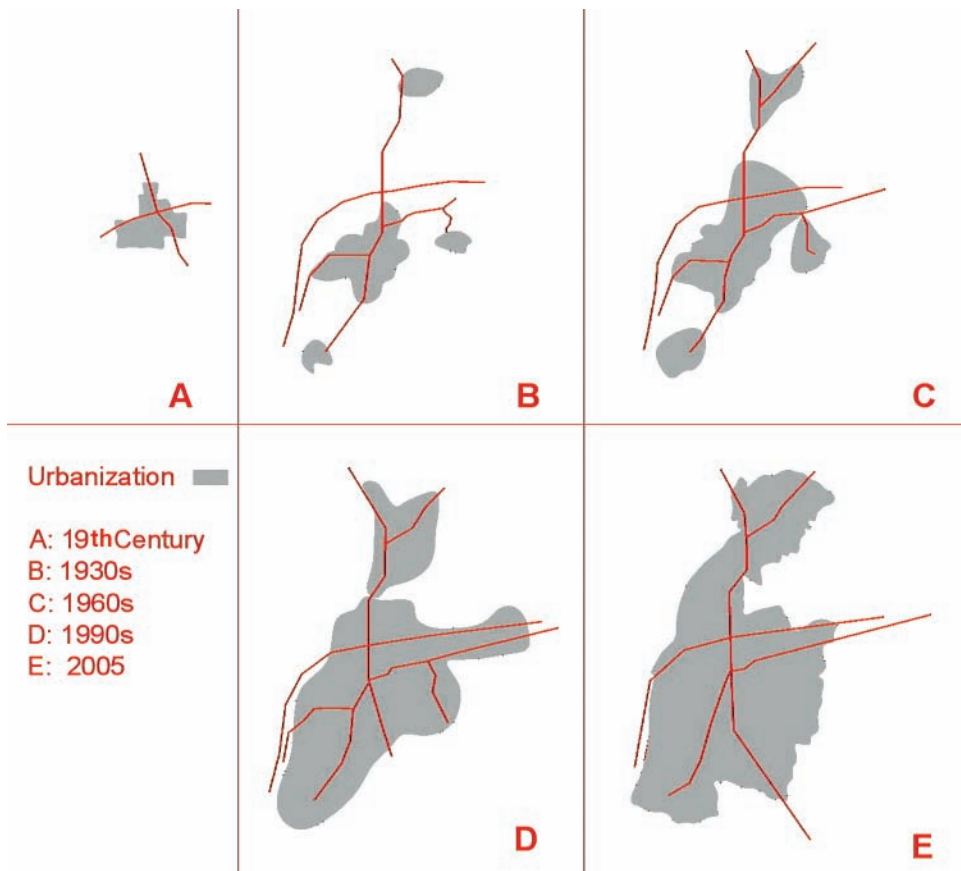 A
B
C
Urbanization
A: 19thCentury
B: 1930s
C: 1960s
D: 1990s
E: 2005
D
E